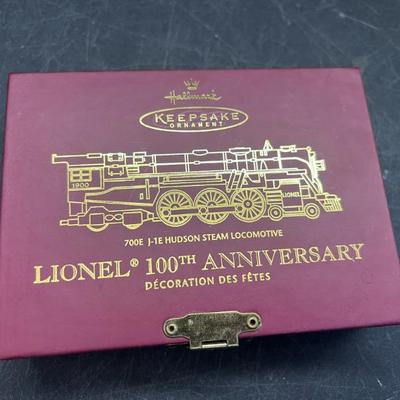 Hallmark
KEEPSAKE
ORNAMENT
1900
LIONEL
700E J-1E HUDSON STEAM LOCOMOTIVE
LIONEL® 100TH ANNIVERSARY
DÉCORATION DES FÊTES